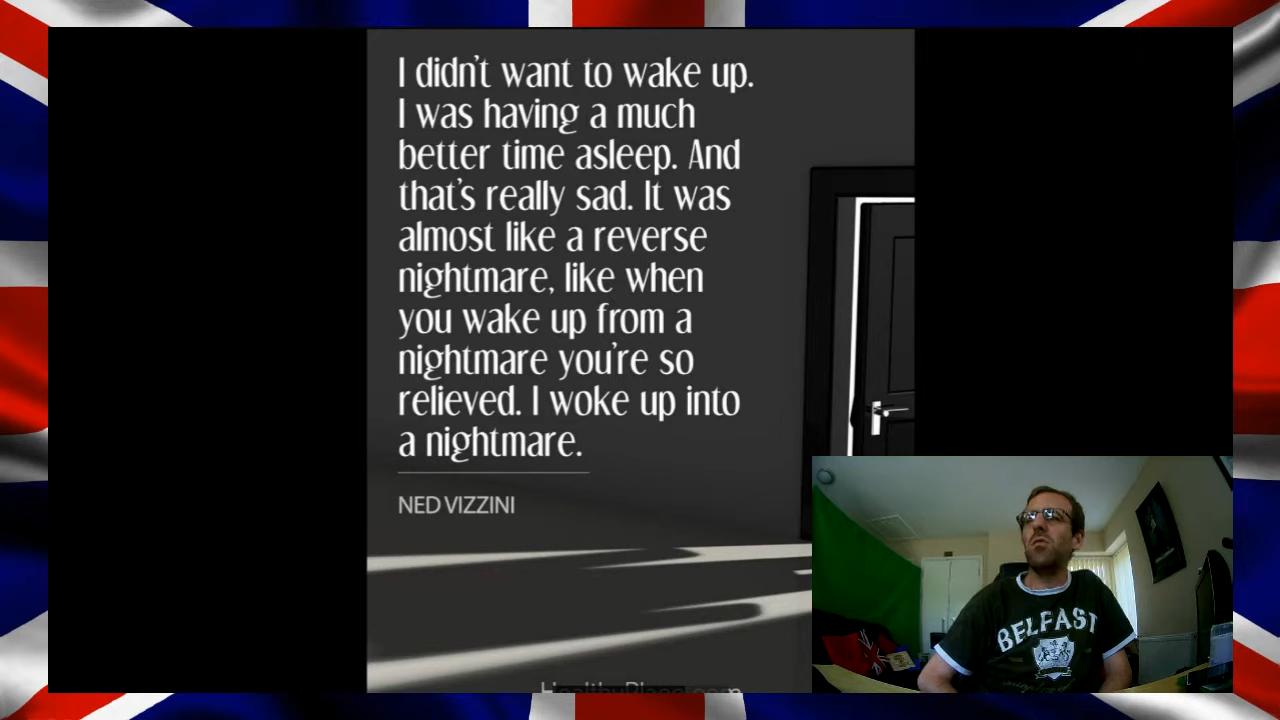 I didn't want to wake up.
I was having a much
better time asleep. And
that's really sad. It was
almost like a reverse
nightmare, like when
you wake up from a
nightmare you're so
relieved. I woke up into
a nightmare.
NED VIZZINI
HealthyPlace.com
BELFAST